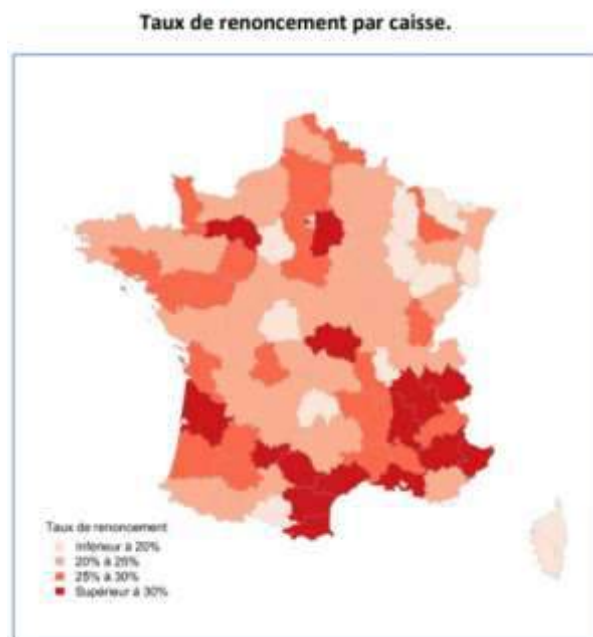 Taux de renoncement par caisse.
Taux de renoncement
Inférieur à 20%
20% à 25%
25% à 30%
Supérieur à 30%